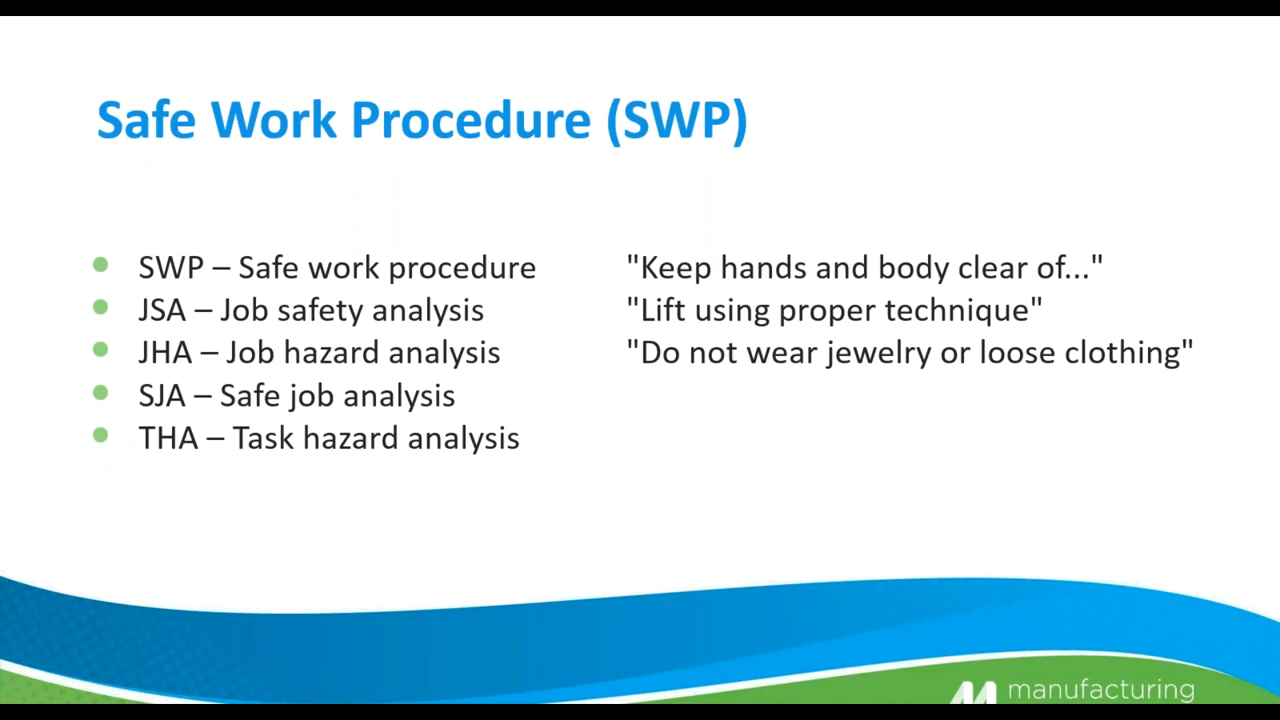 Safe Work Procedure (SWP)
SWP – Safe work procedure
JSA – Job safety analysis
JHA – Job hazard analysis
SJA – Safe job analysis
THA – Task hazard analysis
"Keep hands and body clear of..."
"Lift using proper technique"
"Do not wear jewelry or loose clothing"
manufacturing